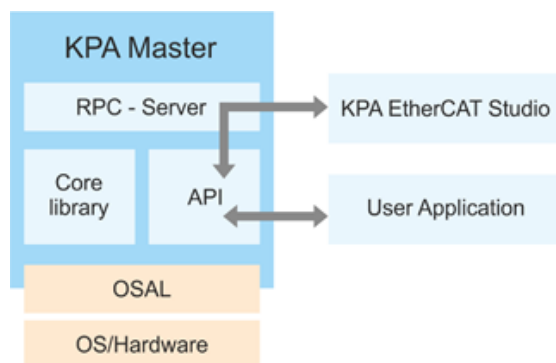 KPA Master
RPC - Server
KPA EtherCAT Studio
Core
library
API
User Application
OSAL
OS/Hardware